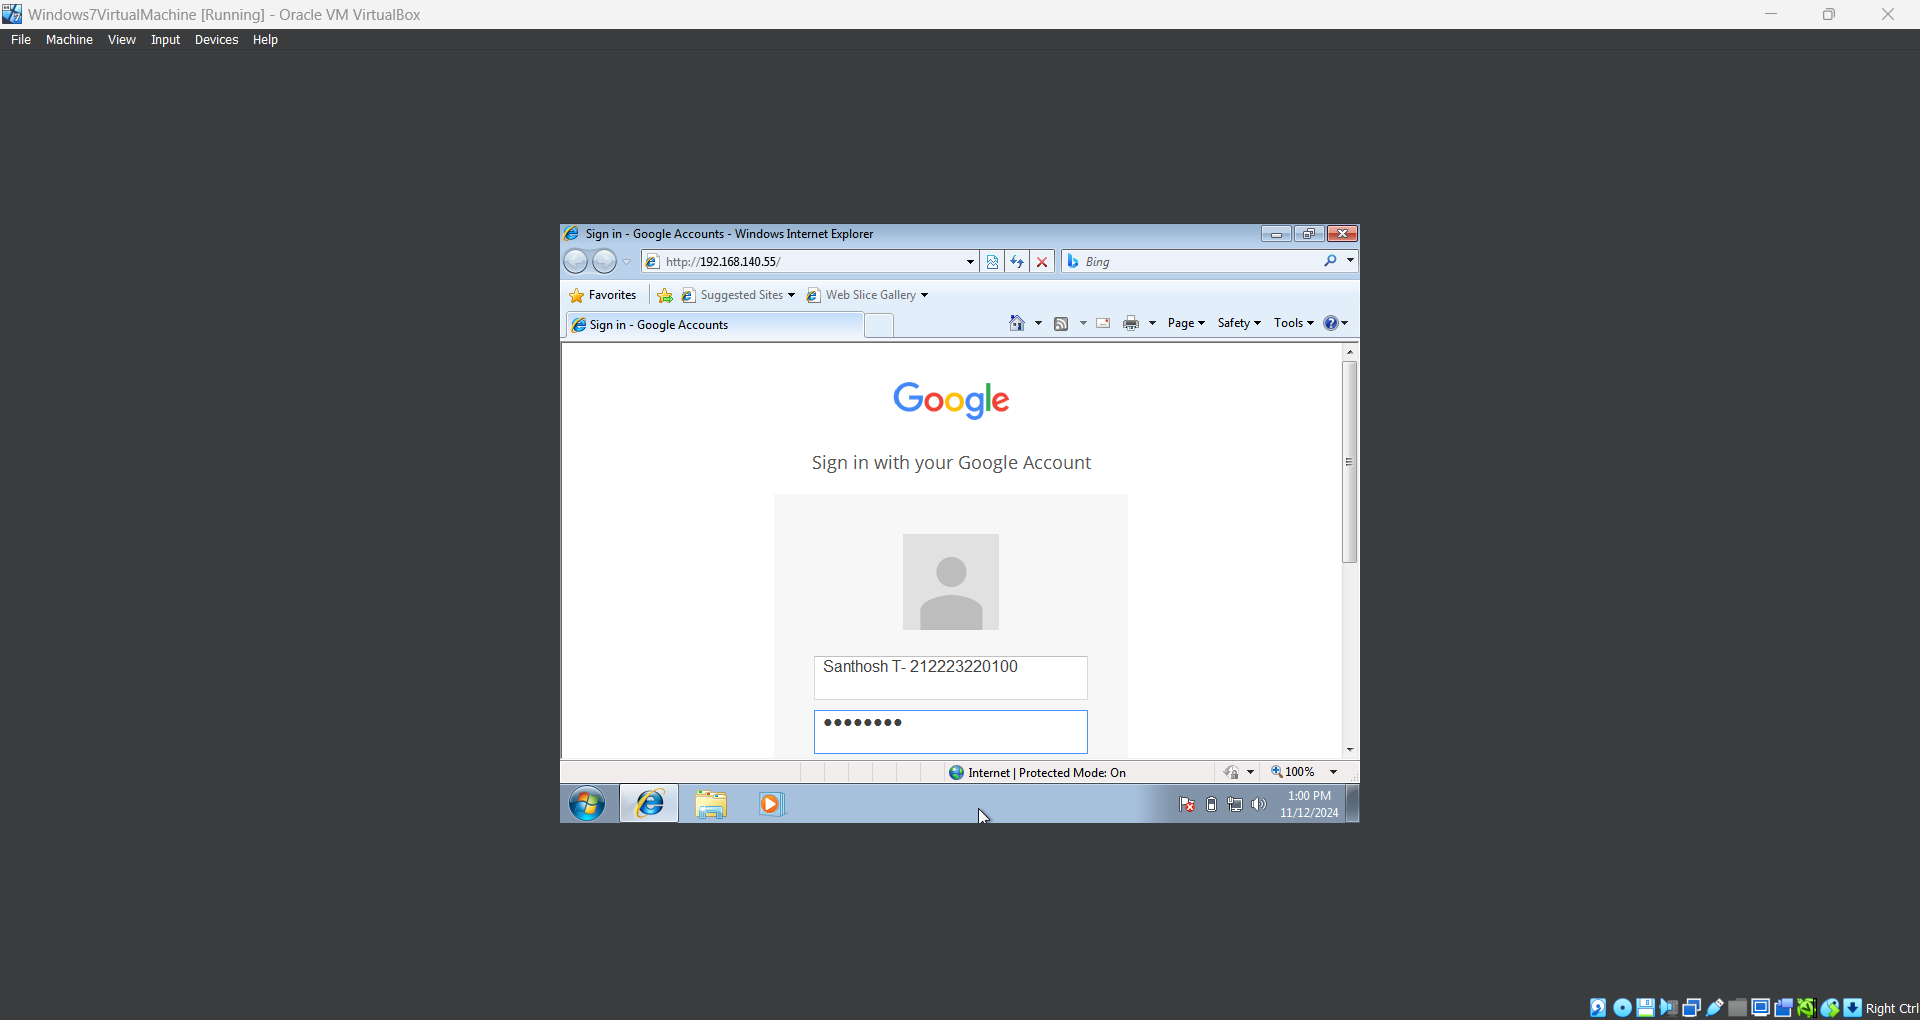 Windows7VirtualMachine [Running] - Oracle VM VirtualBox
File Machine View Input Devices Help
Sign in - Google Accounts - Windows Internet Explorer
http://192.168.140.55/
Bing
Favorites Suggested Sites Web Slice Gallery
Sign in - Google Accounts
Page Safety Tools
Google
Sign in with your Google Account
Santhosh T- 212223220100
••••••••
Internet | Protected Mode: On
100%
1:00 PM
11/12/2024
Right Ctrl